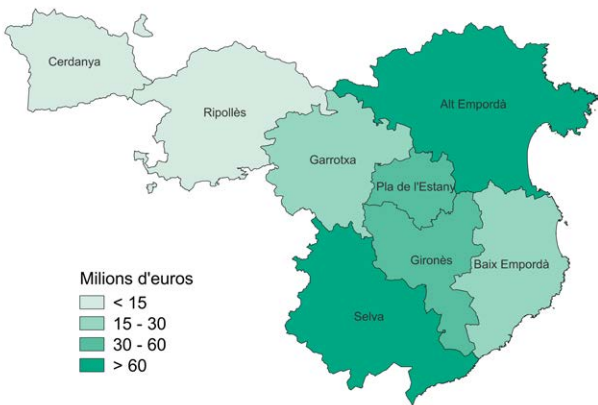 Cerdanya
Ripollès
Alt Empordà
Garrotxa
Pla de l'Estany
Gironès
Baix Empordà
Selva
Milions d'euros
< 15
15 - 30
30 - 60
> 60